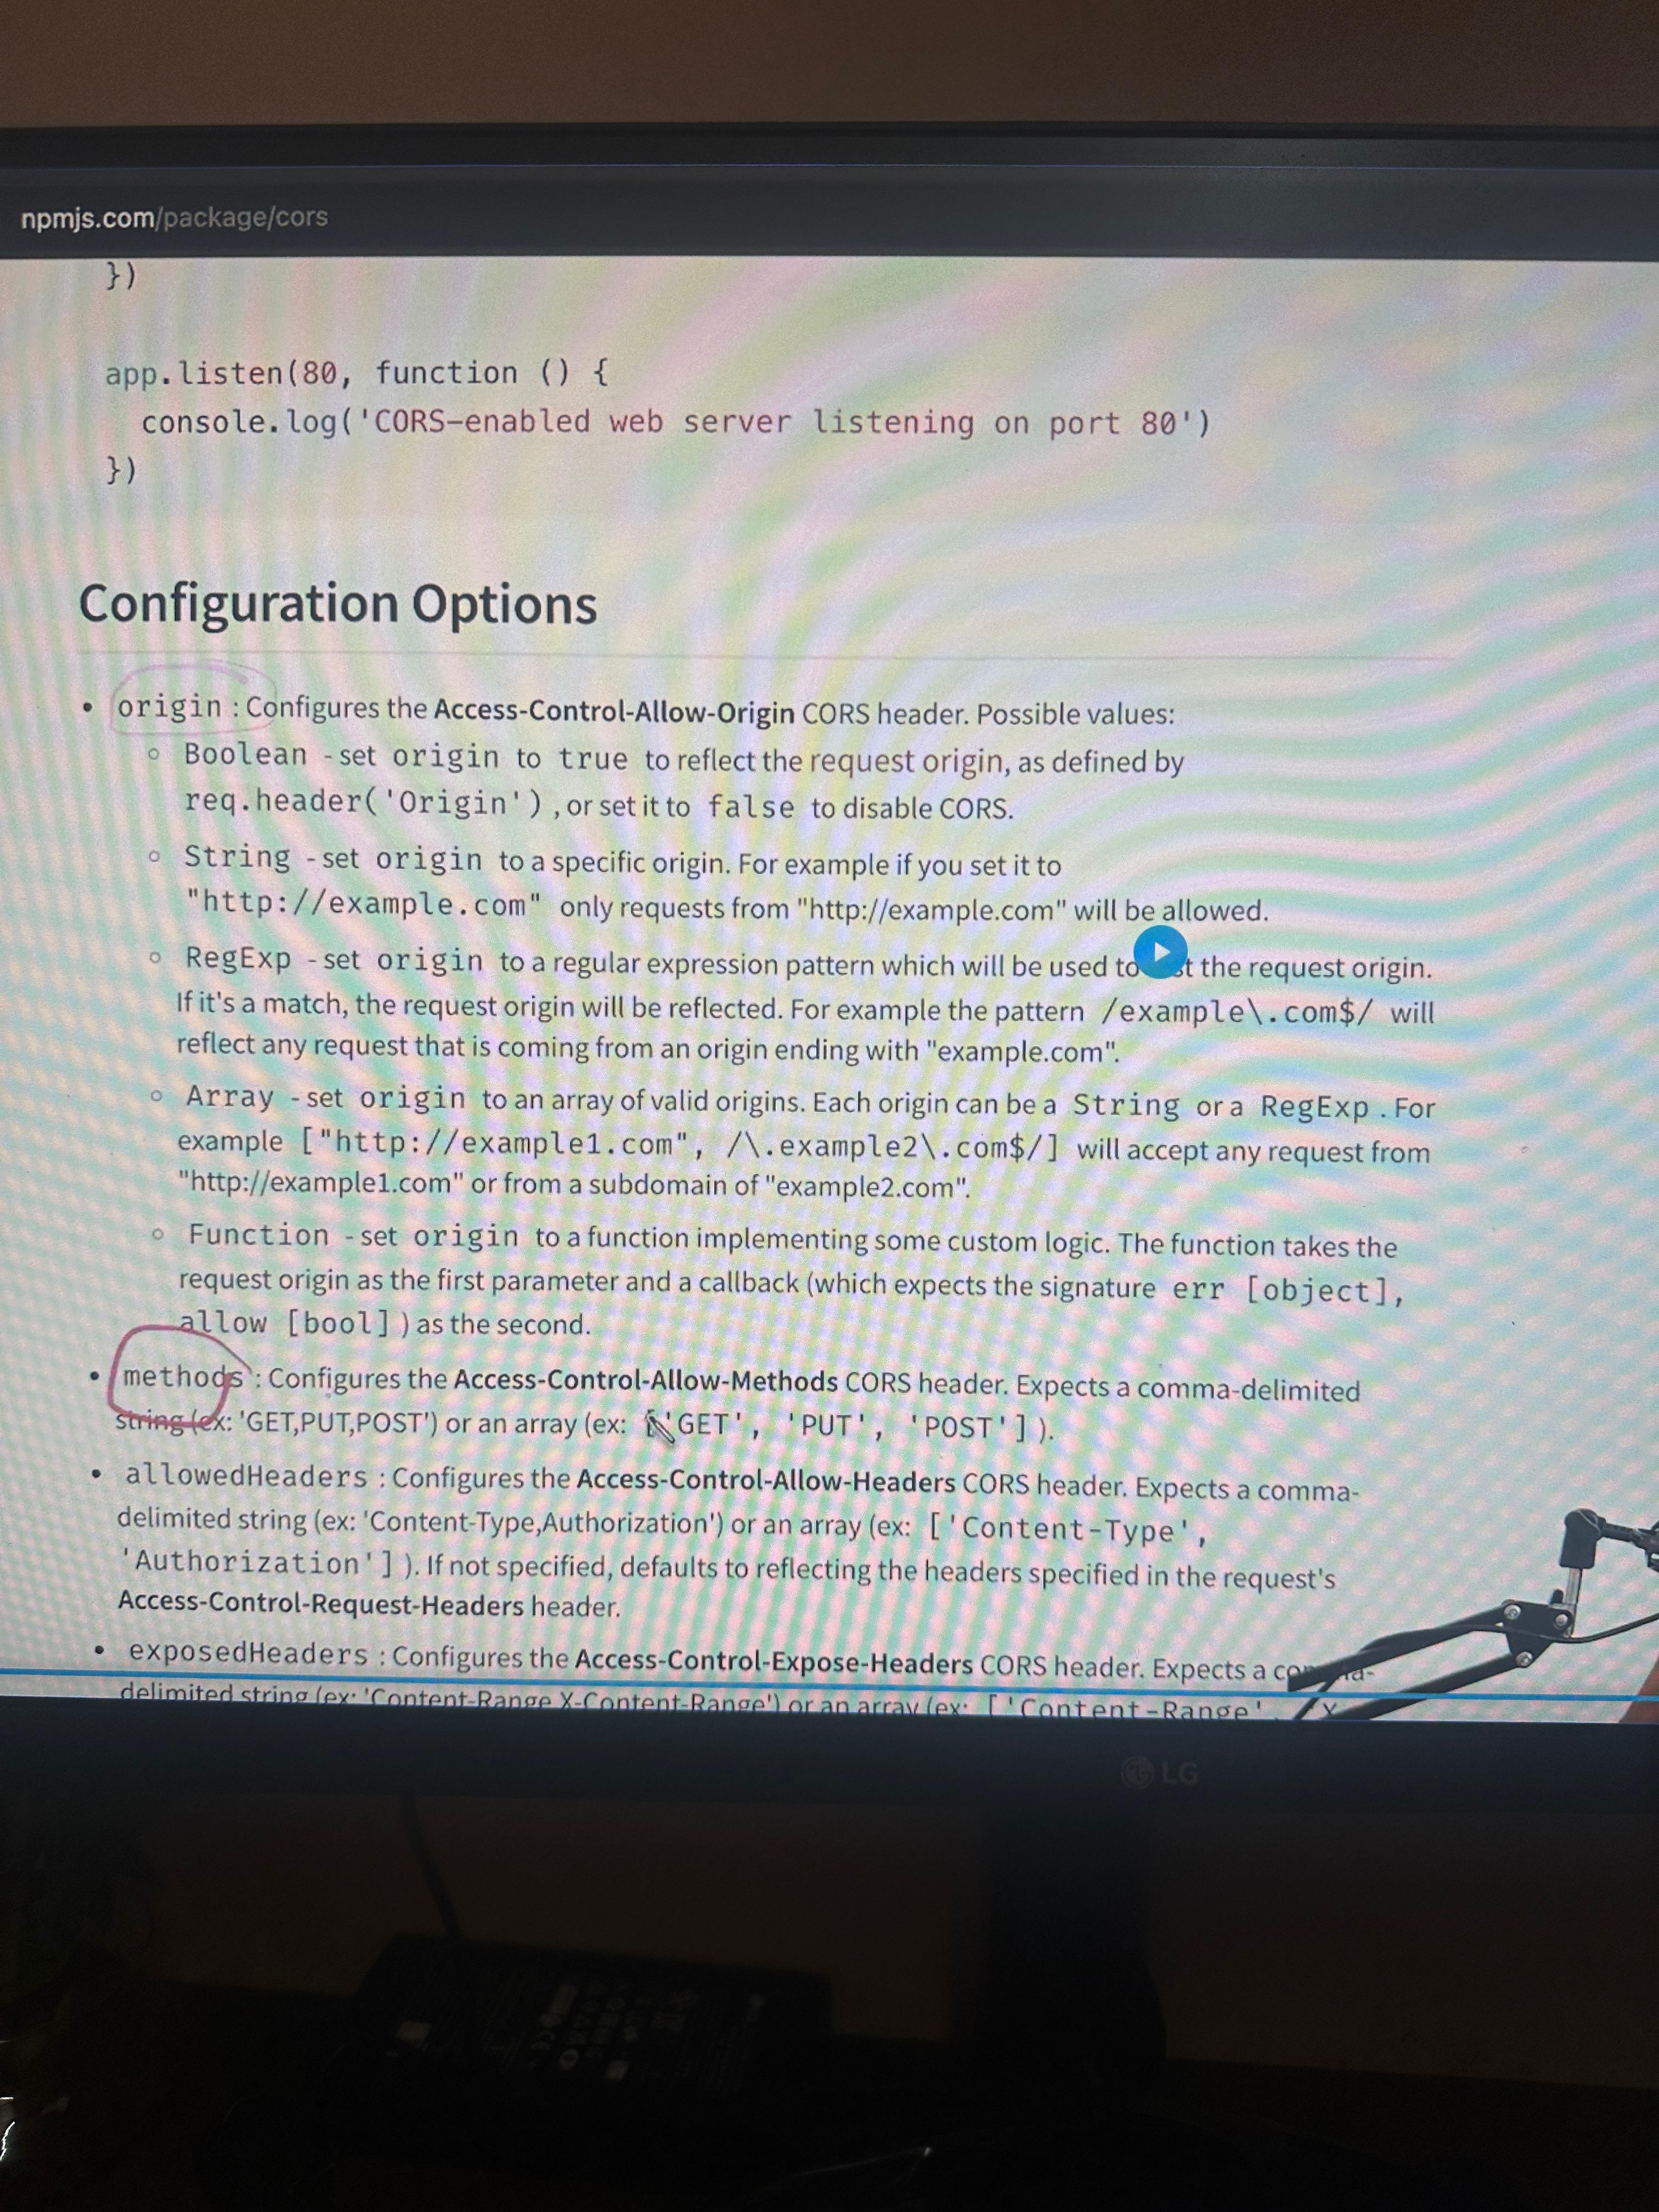 npmjs.com/package/cors
})
app.listen(80, function () {
console.log('CORS-enabled web server listening on port 80')
})
Configuration Options
• origin : Configures the Access-Control-Allow-Origin CORS header. Possible values:
◦ Boolean - set origin to true to reflect the request origin, as defined by
req.header('Origin') , or set it to false to disable CORS.
◦ String - set origin to a specific origin. For example if you set it to
"http://example.com" only requests from "http://example.com" will be allowed.
◦ RegExp - set origin to a regular expression pattern which will be used to the request origin.
If it's a match, the request origin will be reflected. For example the pattern /example\.com$/ will
reflect any request that is coming from an origin ending with "example.com".
◦ Array - set origin to an array of valid origins. Each origin can be a String or a RegExp . For
example ["http://example1.com", /\.example2\.com$/] will accept any request from
"http://example1.com" or from a subdomain of "example2.com".
◦ Function - set origin to a function implementing some custom logic. The function takes the
request origin as the first parameter and a callback (which expects the signature err [object],
allow [bool] ) as the second.
• methods : Configures the Access-Control-Allow-Methods CORS header. Expects a comma-delimited
string (ex: 'GET,PUT,POST') or an array (ex: ['GET', 'PUT', 'POST'] ).
• allowedHeaders : Configures the Access-Control-Allow-Headers CORS header. Expects a comma-
delimited string (ex: 'Content-Type,Authorization') or an array (ex: ['Content-Type',
'Authorization'] ). If not specified, defaults to reflecting the headers specified in the request's
Access-Control-Request-Headers header.
• exposedHeaders : Configures the Access-Control-Expose-Headers CORS header. Expects a comma-
delimited string (ex: 'Content-Range,X-Content-Range') or an array (ex: ['Content-Range',
LG